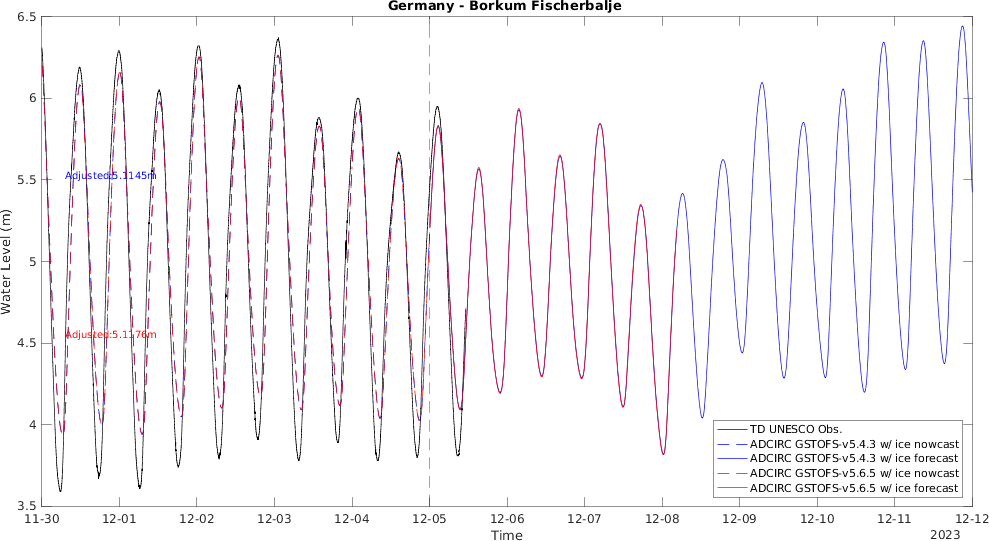 Germany - Borkum Fischerbalje
Water Level (m)
6.5
6
5.5
5
4.5
4
3.5
Adjusted:5.1145m
Adjusted:5.1176m
TD UNESCO Obs.
ADCIRC GSTOFS-v5.4.3 w/ ice nowcast
ADCIRC GSTOFS-v5.4.3 w/ ice forecast
ADCIRC GSTOFS-v5.6.5 w/ ice nowcast
ADCIRC GSTOFS-v5.6.5 w/ ice forecast
11-30 12-01 12-02 12-03 12-04 12-05 12-06 12-07 12-08 12-09 12-10 12-11 12-12
Time
2023